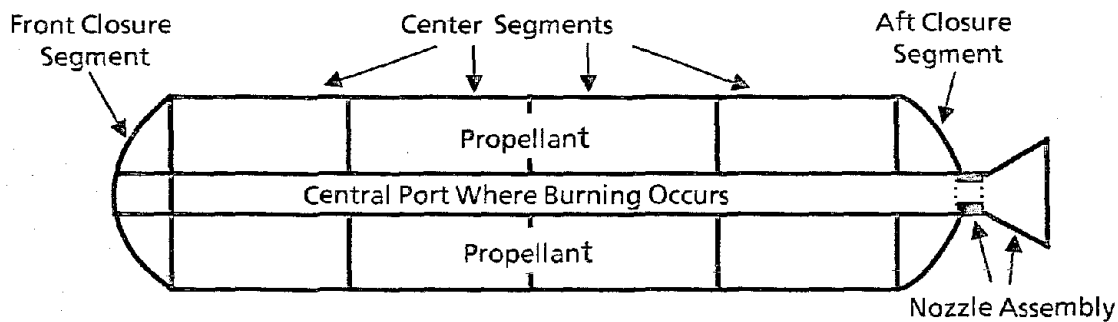 Front Closure
Segment
Center Segments
Aft Closure
Segment
Propellant
Central Port Where Burning Occurs
Propellant
Nozzle Assembly